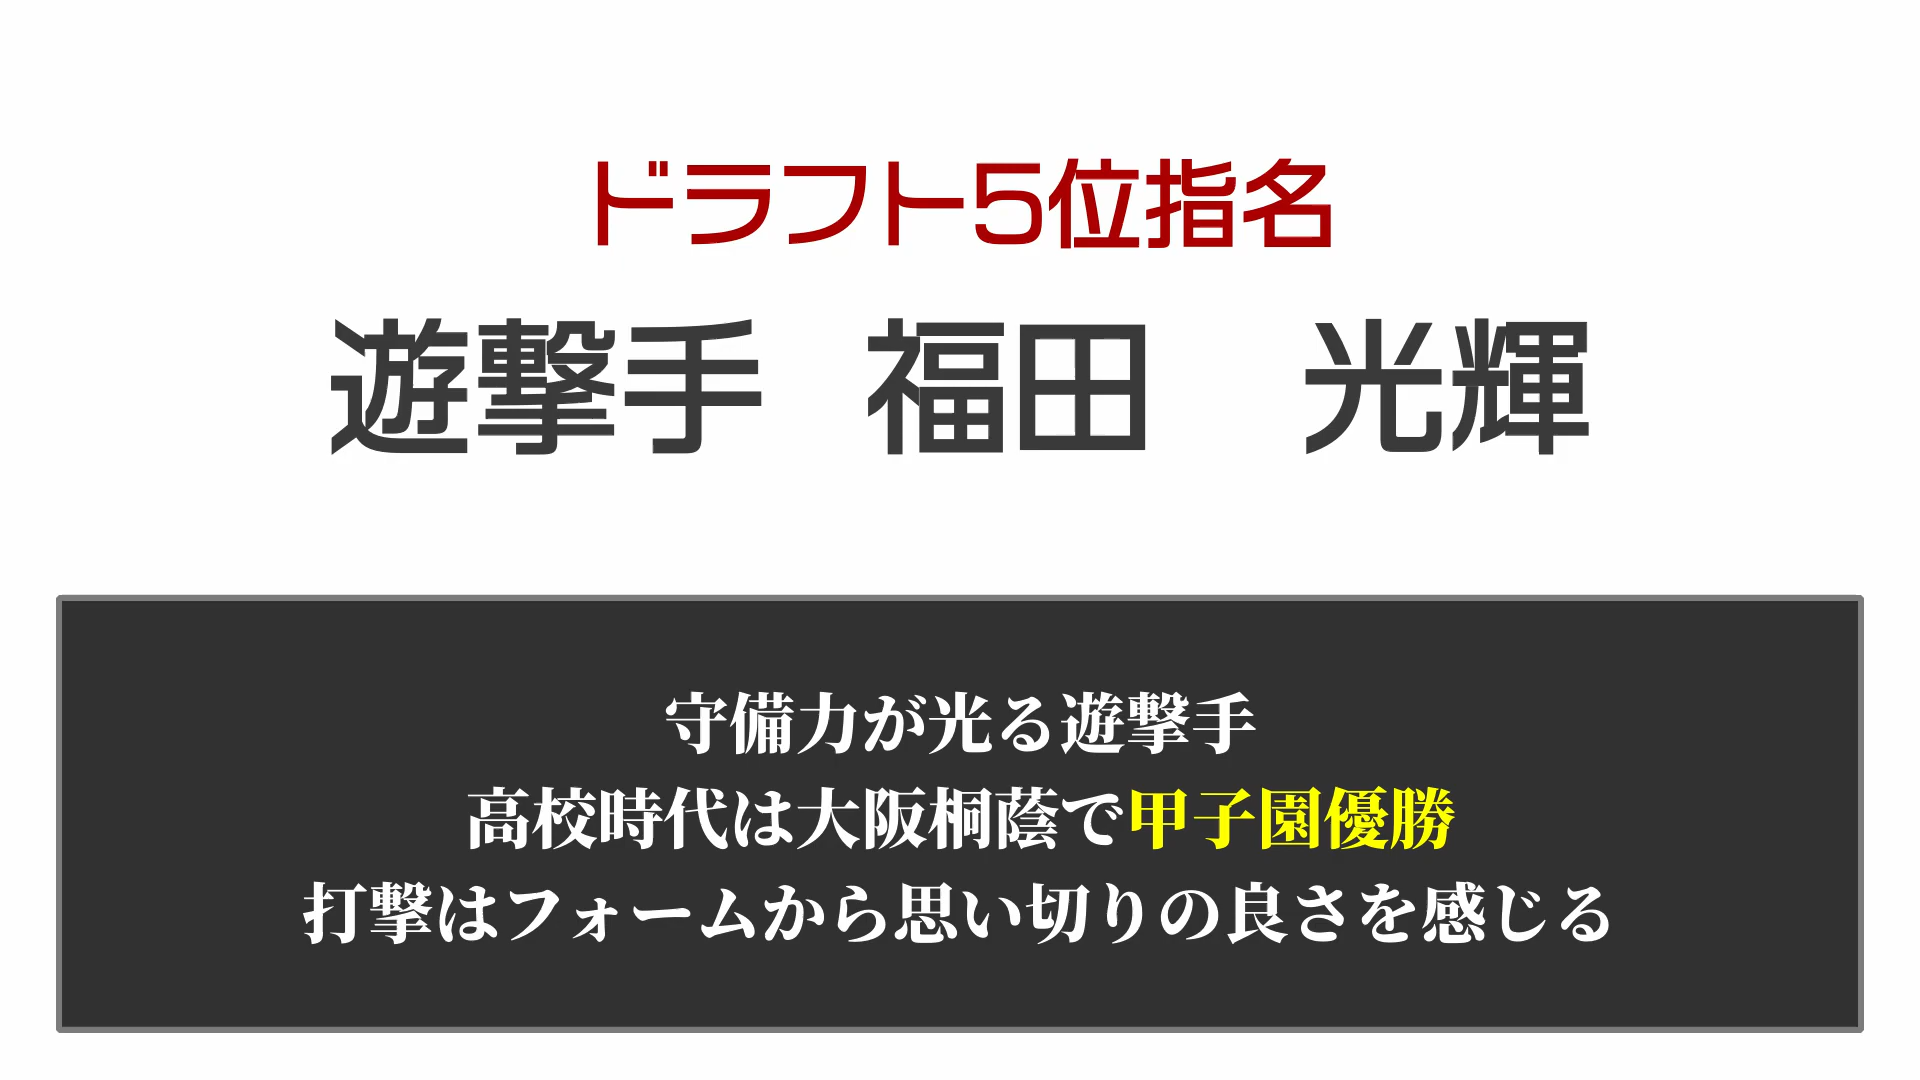 ドラフト5位指名
遊撃手 福田　光輝
守備力が光る遊撃手
高校時代は大阪桐蔭で甲子園優勝
打撃はフォームから思い切りの良さを感じる